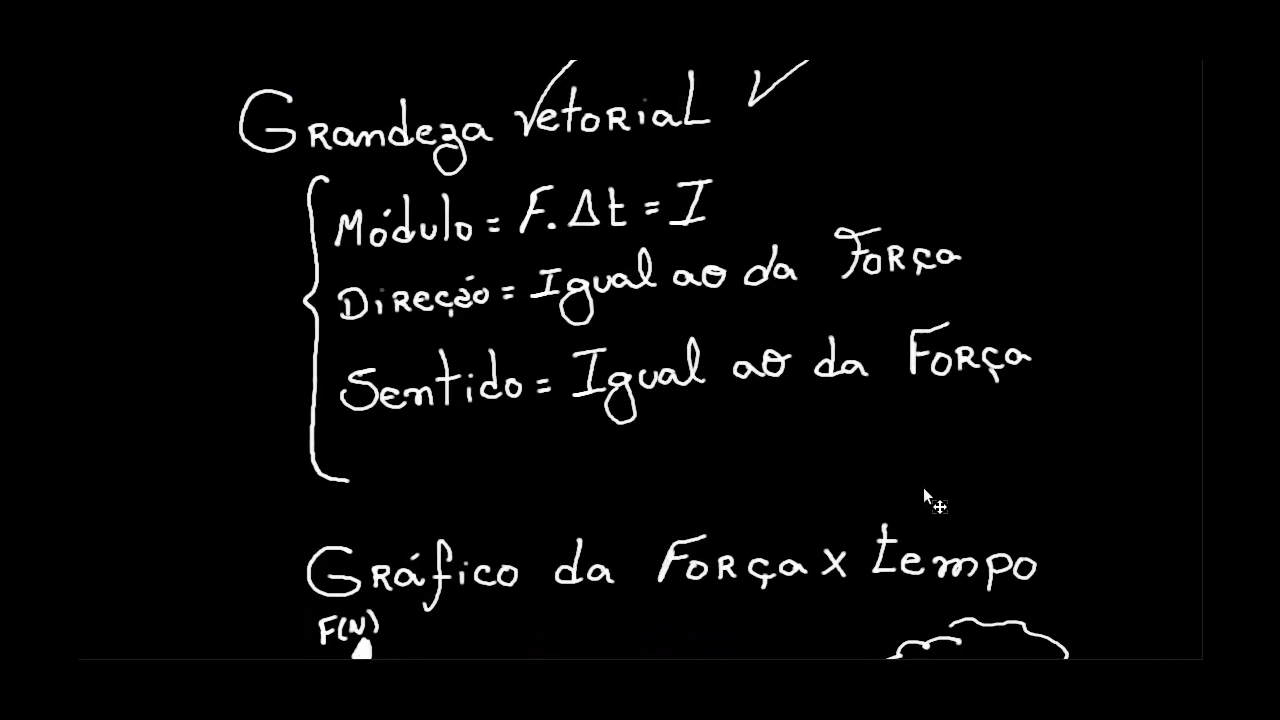 Grandeza Vetorial
Módulo = F.Δt = I
Direção = Igual ao da Força
Sentido = Igual ao da Força
Gráfico da Força x tempo
F(N)